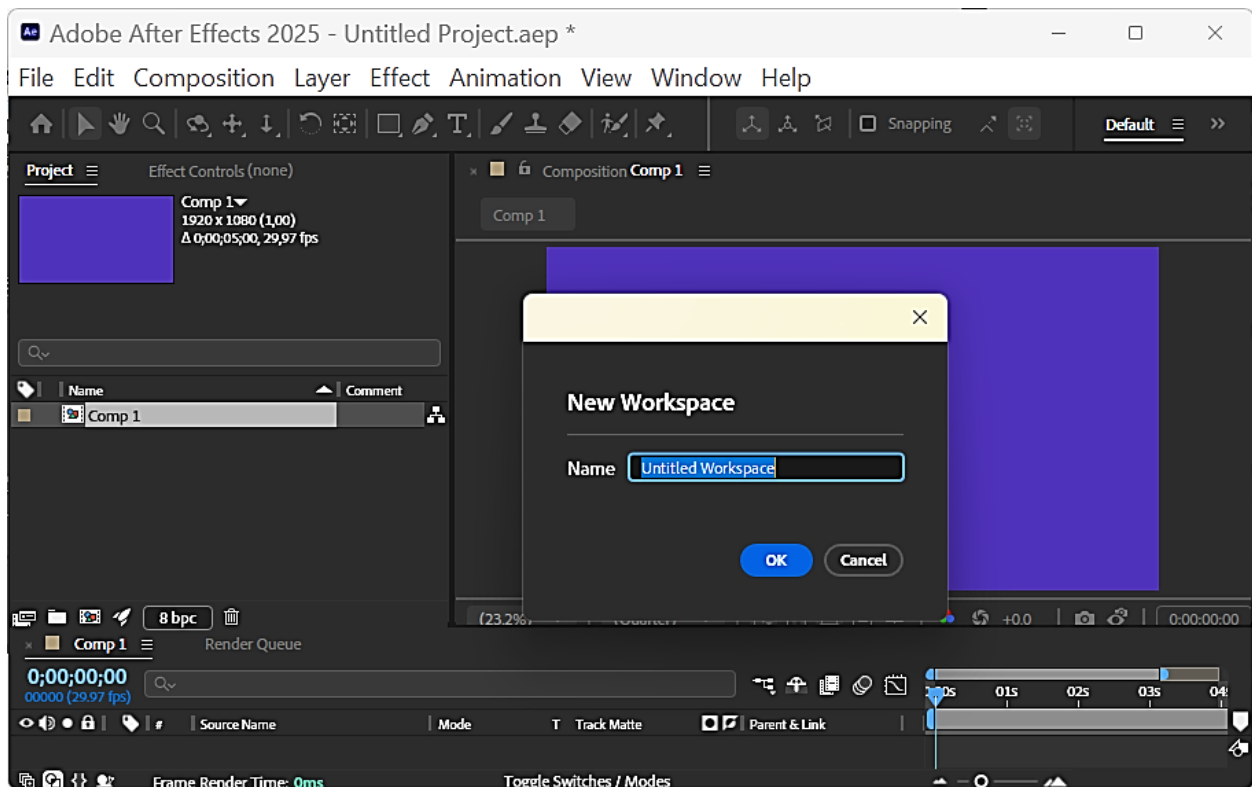 Ae Adobe After Effects 2025 - Untitled Project.aep *
File Edit Composition Layer Effect Animation View Window Help
Snapping
Default
Project
Effect Controls (none)
Composition Comp 1
Comp 1
1920 x 1080 (1,00)
Δ 0;00;05;00, 29,97 fps
Comp 1
Name
Comment
Comp 1
New Workspace
Name Untitled Workspace
OK Cancel
8 bpc
(23.2%)
+0.0
0:00:00:00
Comp 1
Render Queue
0;00;00;00
00000 (29.97 fps)
01s 02s 03s
# Source Name Mode T Track Matte Parent & Link
Frame Render Time: 0ms
Toggle Switches / Modes